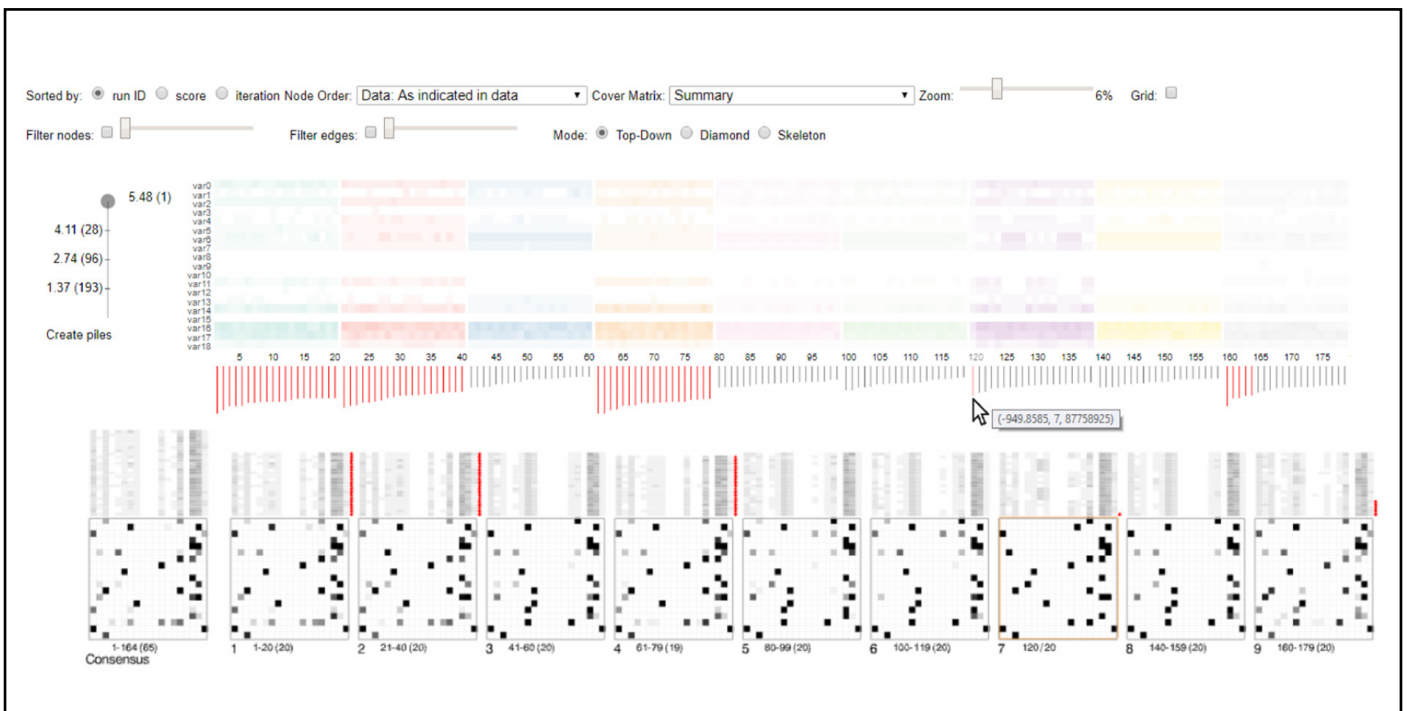 Sorted by: run ID score iteration Node Order: Data: As indicated in data Cover Matrix: Summary Zoom: 6% Grid:
Filter nodes: Filter edges: Mode: Top-Down Diamond Skeleton
5.48 (1)
4.11 (28)
2.74 (96)
1.37 (193)
Create piles
var0
var1
var2
var3
var4
var5
var6
var7
var8
var9
var10
var11
var12
var13
var14
var15
var16
var17
var18
5 10 15 20 25 30 35 40 45 50 55 60 65 70 75 80 85 90 95 100 105 110 115 120 125 130 135 140 145 150 155 160 165 170 175
(-949.8585, 7, 87758925)
1-164 (65) 1 1-20 (20) 2 21-40 (20) 3 41-60 (20) 4 61-79 (19) 5 80-99 (20) 6 100-119 (20) 7 120/20 8 140-159 (20) 9 160-179 (20)
Consensus